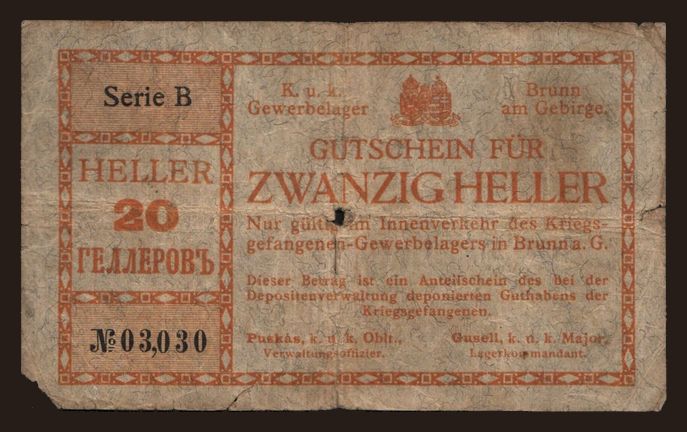 Serie B
HELLER
20
ГЕЛЛЕРОВЪ
№ 03,030
K. u. k.
Gewerbelager
Brunn
am Gebirge.
GUTSCHEIN FÜR
ZWANZIG HELLER
Nur gültig im Innenverkehr des Kriegs-
gefangenen-Gewerbelagers in Brunn a. G.
Dieser Betrag ist ein Anteilschein des bei der
Depositenverwaltung deponierten Guthabens der
Kriegsgefangenen.
Puskás, k. u. k. Oblt.,
Verwaltungsoffizier.
Gusell, k. u. k. Major
Lagerkommandant.